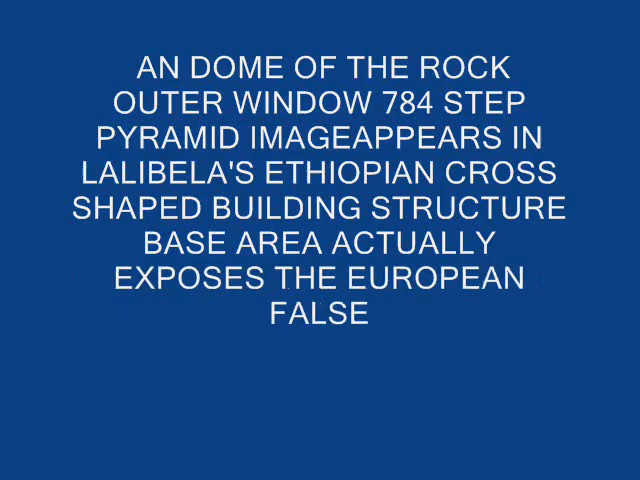 AN DOME OF THE ROCK
OUTER WINDOW 784 STEP
PYRAMID IMAGEAPPEARS IN
LALIBELA'S ETHIOPIAN CROSS
SHAPED BUILDING STRUCTURE
BASE AREA ACTUALLY
EXPOSES THE EUROPEAN
FALSE